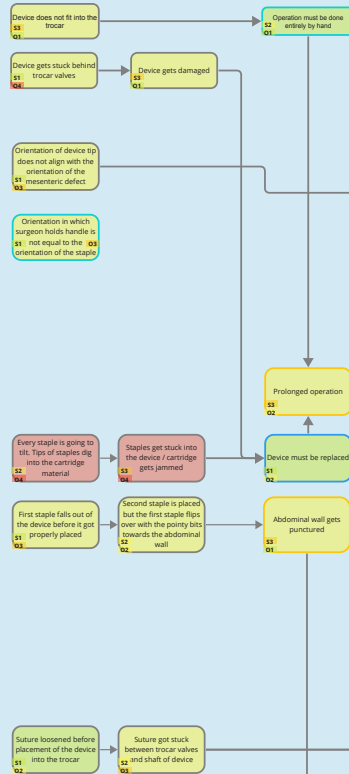 Device does not fit into the
trocar
S3
O1
Operation must be done
entirely by hand
S2
O1
Device gets stuck behind
trocar valves
S1
O4
Device gets damaged
S3
O1
Orientation of device tip
does not align with the
orientation of the
mesenteric defect
S1
O3
Orientation in which
surgeon holds handle is
not equal to the
orientation of the staple
S1
O3
Prolonged operation
S3
O2
Every staple is going to
tilt. Tips of staples dig
into the cartridge
material
S2
O4
Staples get stuck into
the device / cartridge
gets jammed
S3
O4
Device must be replaced
S1
O2
First staple falls out of
the device before it got
properly placed
S1
O3
Second staple is placed
but the first staple flips
over with the pointy bits
towards the abdominal
wall
S2
O2
Abdominal wall gets
punctured
S3
O1
Suture loosened before
placement of the device
into the trocar
S1
O2
Suture got stuck
between trocar valves
and shaft of device
S2
O3